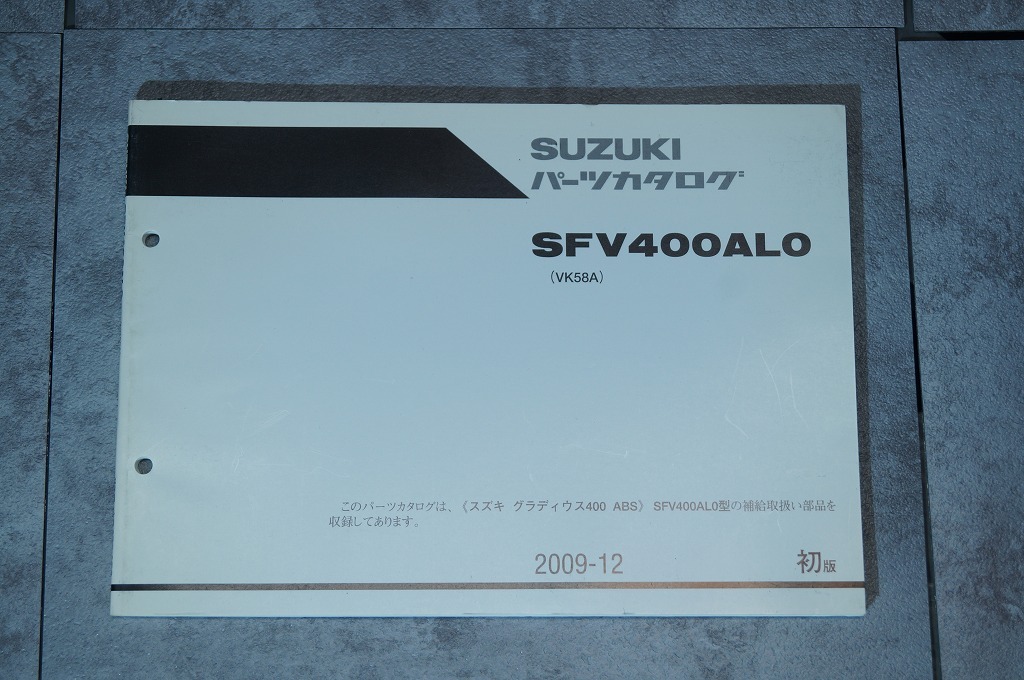 SUZUKI
パーツカタログ
SFV400AL0
(VK58A)
このパーツカタログは、《スズキ グラディウス400 ABS》 SFV400AL0型の補給取扱い部品を
収録してあります。
2009-12
初版